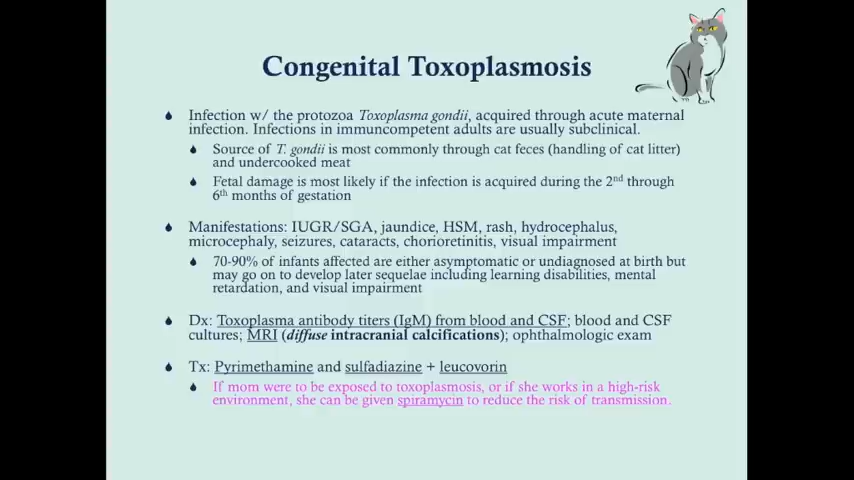 Congenital Toxoplasmosis
Infection w/ the protozoa Toxoplasma gondii, acquired through acute maternal
infection. Infections in immuncompetent adults are usually subclinical.
Source of T. gondii is most commonly through cat feces (handling of cat litter)
and undercooked meat
Fetal damage is most likely if the infection is acquired during the 2nd through
6th months of gestation
Manifestations: IUGR/SGA, jaundice, HSM, rash, hydrocephalus,
microcephaly, seizures, cataracts, chorioretinitis, visual impairment
70-90% of infants affected are either asymptomatic or undiagnosed at birth but
may go on to develop later sequelae including learning disabilities, mental
retardation, and visual impairment
Dx: Toxoplasma antibody titers (IgM) from blood and CSF; blood and CSF
cultures; MRI (diffuse intracranial calcifications); ophthalmologic exam
Tx: Pyrimethamine and sulfadiazine + leucovorin
If mom were to be exposed to toxoplasmosis, or if she works in a high-risk
environment, she can be given spiramycin to reduce the risk of transmission.